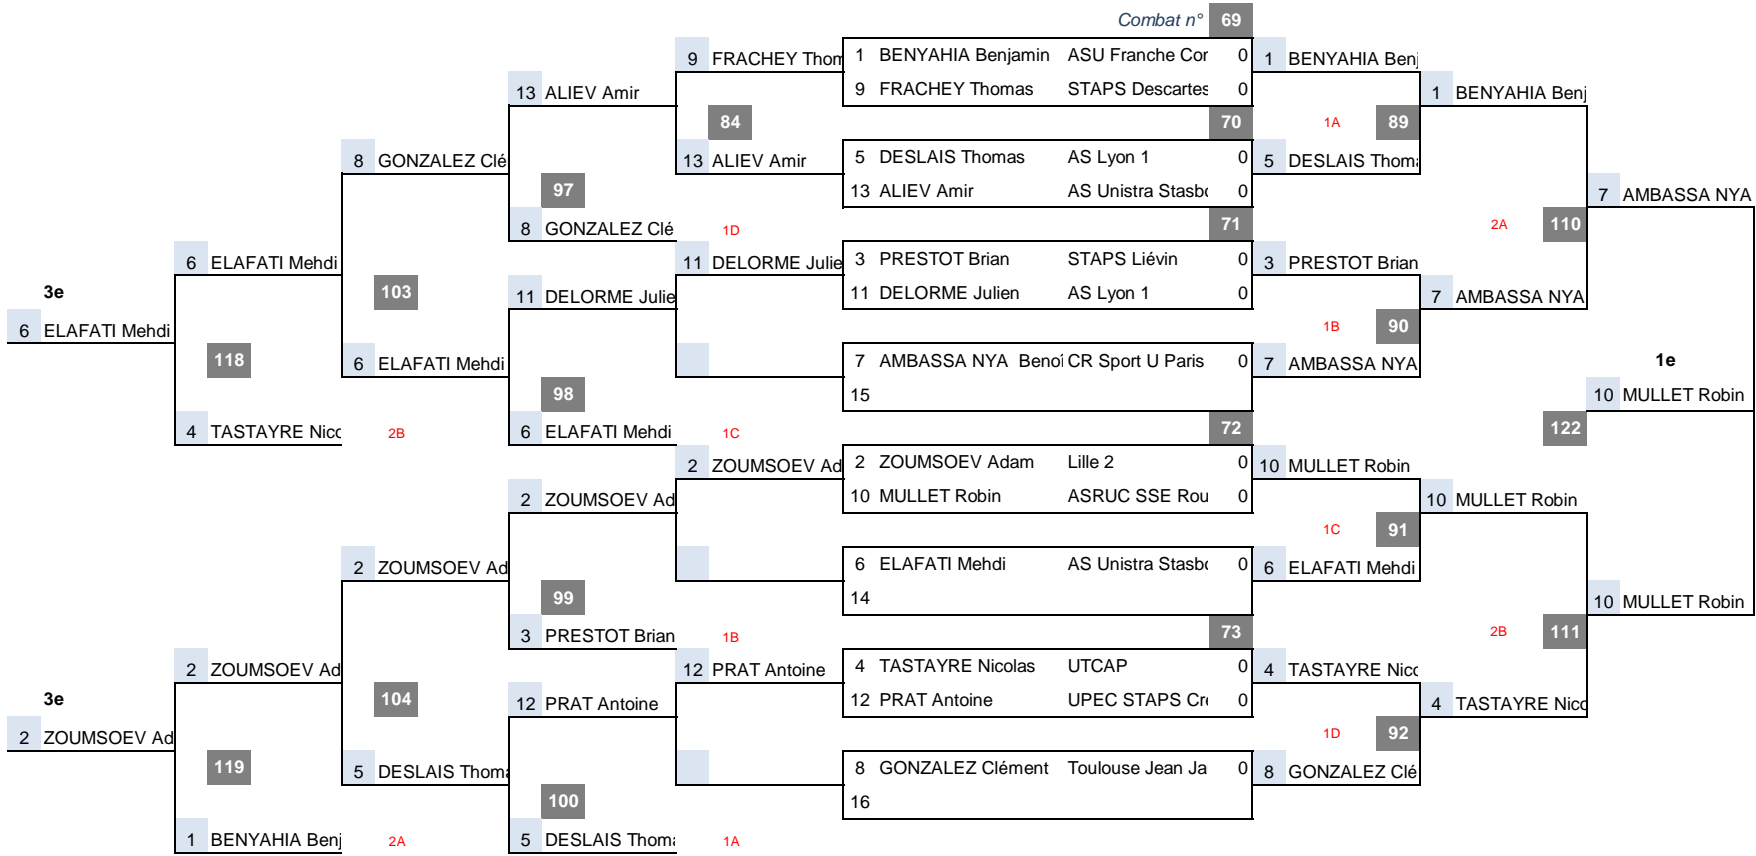 Combat n° 69
9 FRACHEY Thom 1 BENYAHIA Benjamin ASU Franche Cor 0 1 BENYAHIA Benj
13 ALIEV Amir 9 FRACHEY Thomas STAPS Descartes 0 1 BENYAHIA Benj
84 70 1A 89
8 GONZALEZ Clé 13 ALIEV Amir 5 DESLAIS Thomas AS Lyon 1 0 5 DESLAIS Thoma
97 13 ALIEV Amir AS Unistra Stasbo 0 7 AMBASSA NYA
8 GONZALEZ Clé 1D 71 2A 110
6 ELAFATI Mehdi 11 DELORME Julie 3 PRESTOT Brian STAPS Liévin 0 3 PRESTOT Brian
3e 103 11 DELORME Julie 11 DELORME Julien AS Lyon 1 0 7 AMBASSA NYA
6 ELAFATI Mehdi 1B 90
118 6 ELAFATI Mehdi 7 AMBASSA NYA Benoî CR Sport U Paris 0 7 AMBASSA NYA 1e
98 15 10 MULLET Robin
4 TASTAYRE Nicc 2B 6 ELAFATI Mehdi 1C 72 122
2 ZOUMSOEV Ad 2 ZOUMSOEV Adam Lille 2 0 10 MULLET Robin
2 ZOUMSOEV Ad 10 MULLET Robin ASRUC SSE Rou 0 10 MULLET Robin
1C 91
2 ZOUMSOEV Ad 6 ELAFATI Mehdi AS Unistra Stasbo 0 6 ELAFATI Mehdi
99 14 10 MULLET Robin
3 PRESTOT Brian 1B 73 2B 111
2 ZOUMSOEV Ad 12 PRAT Antoine 4 TASTAYRE Nicolas UTCAP 0 4 TASTAYRE Nicc
3e 104 12 PRAT Antoine 12 PRAT Antoine UPEC STAPS Cré 0 4 TASTAYRE Nicc
2 ZOUMSOEV Ad 1D 92
119 5 DESLAIS Thoma 8 GONZALEZ Clément Toulouse Jean Ja 0 8 GONZALEZ Clé
100 16
1 BENYAHIA Benj 2A 5 DESLAIS Thoma 1A